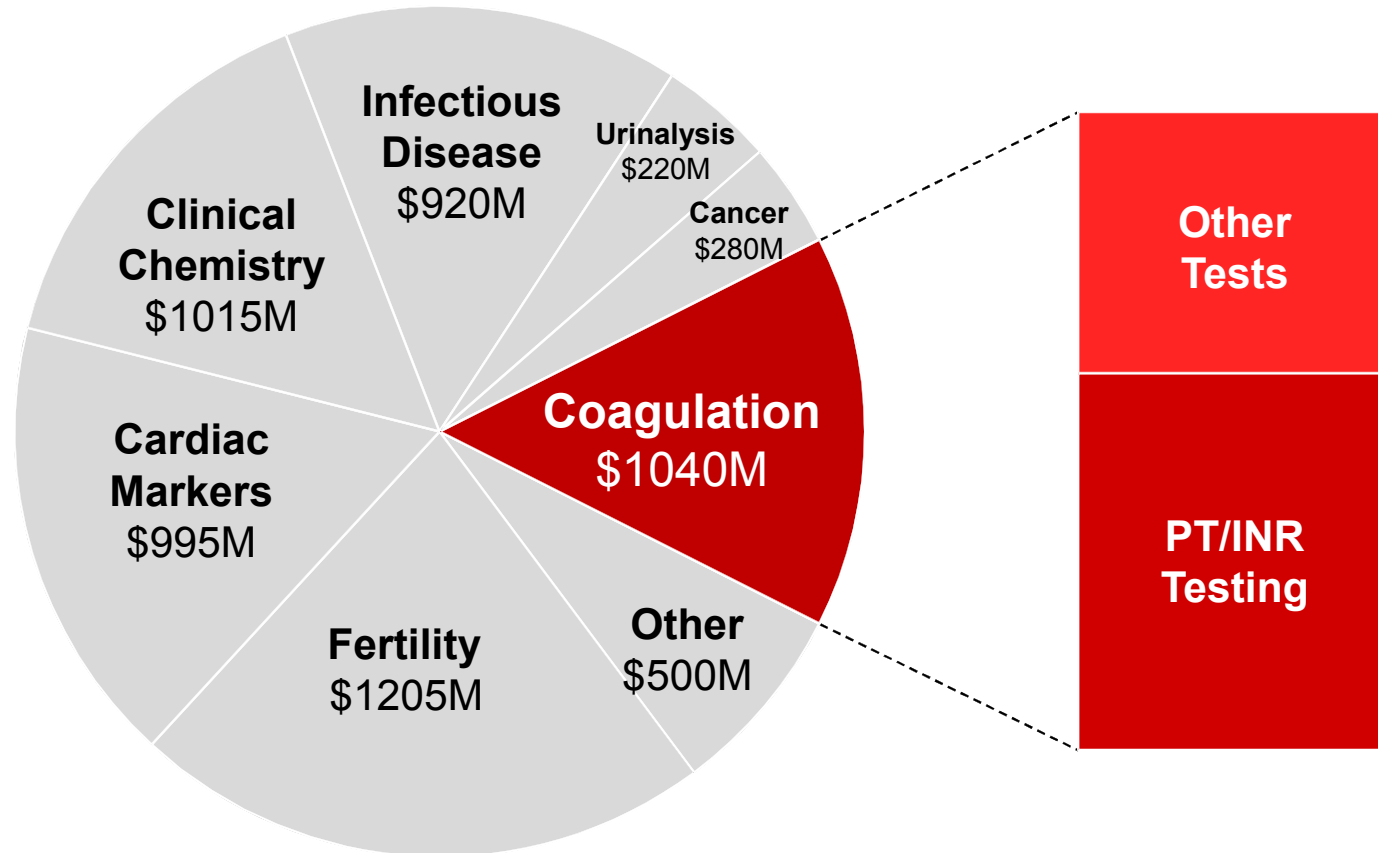 Infectious
Disease
$920M
Urinalysis
$220M
Cancer
$280M
Clinical
Chemistry
$1015M
Coagulation
$1040M
Cardiac
Markers
$995M
Fertility
$1205M
Other
$500M
Other
Tests
PT/INR
Testing